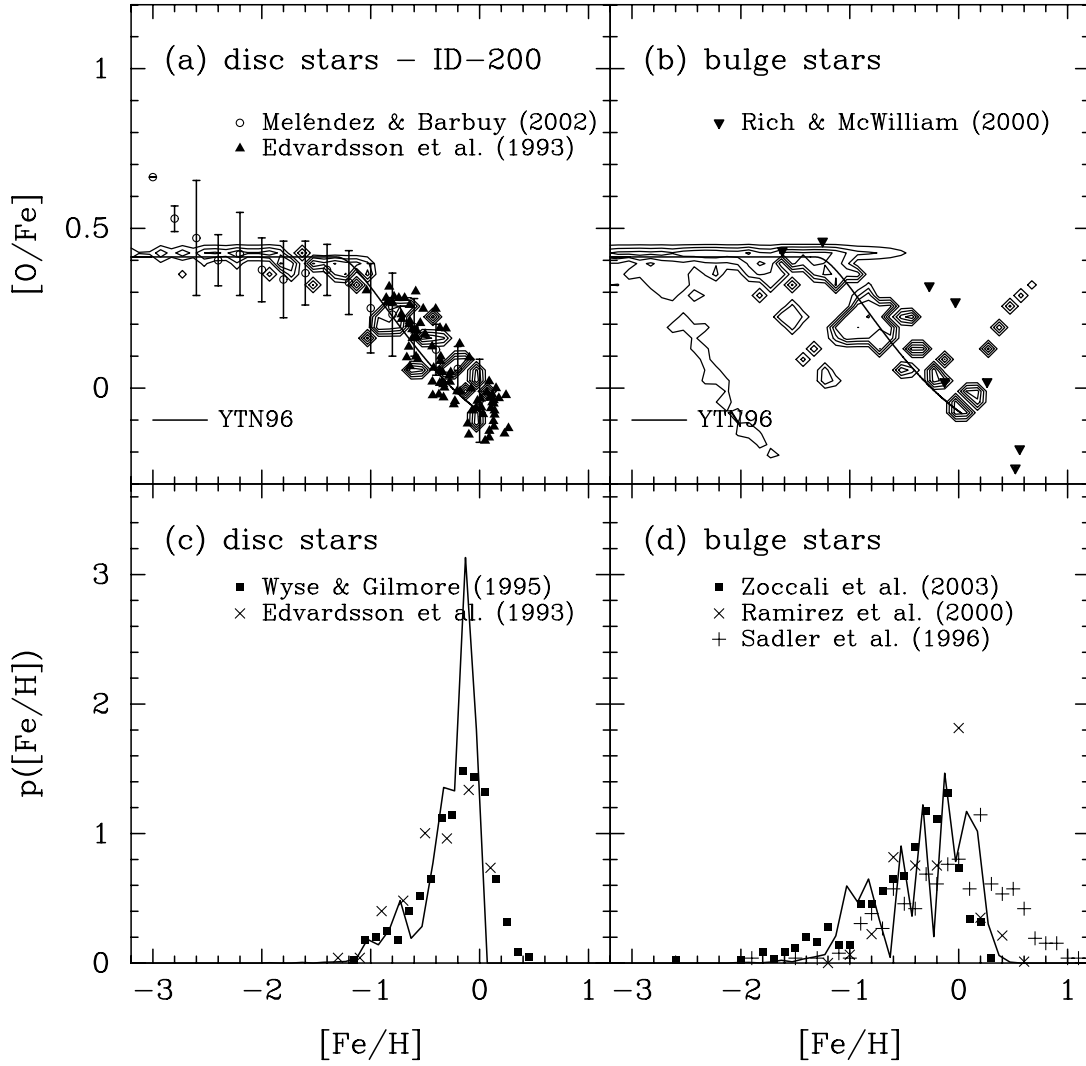 (a) disc stars − ID−200
Meléndez & Barbuy (2002)
Edvardsson et al. (1993)
YTN96
(b) bulge stars
Rich & McWilliam (2000)
YTN96
1
0.5
0
[O/Fe]
(c) disc stars
Wyse & Gilmore (1995)
Edvardsson et al. (1993)
(d) bulge stars
Zoccali et al. (2003)
Ramirez et al. (2000)
Sadler et al. (1996)
3
2
1
0
p([Fe/H])
−3 −2 −1 0 1
−3 −2 −1 0 1
[Fe/H]
[Fe/H]